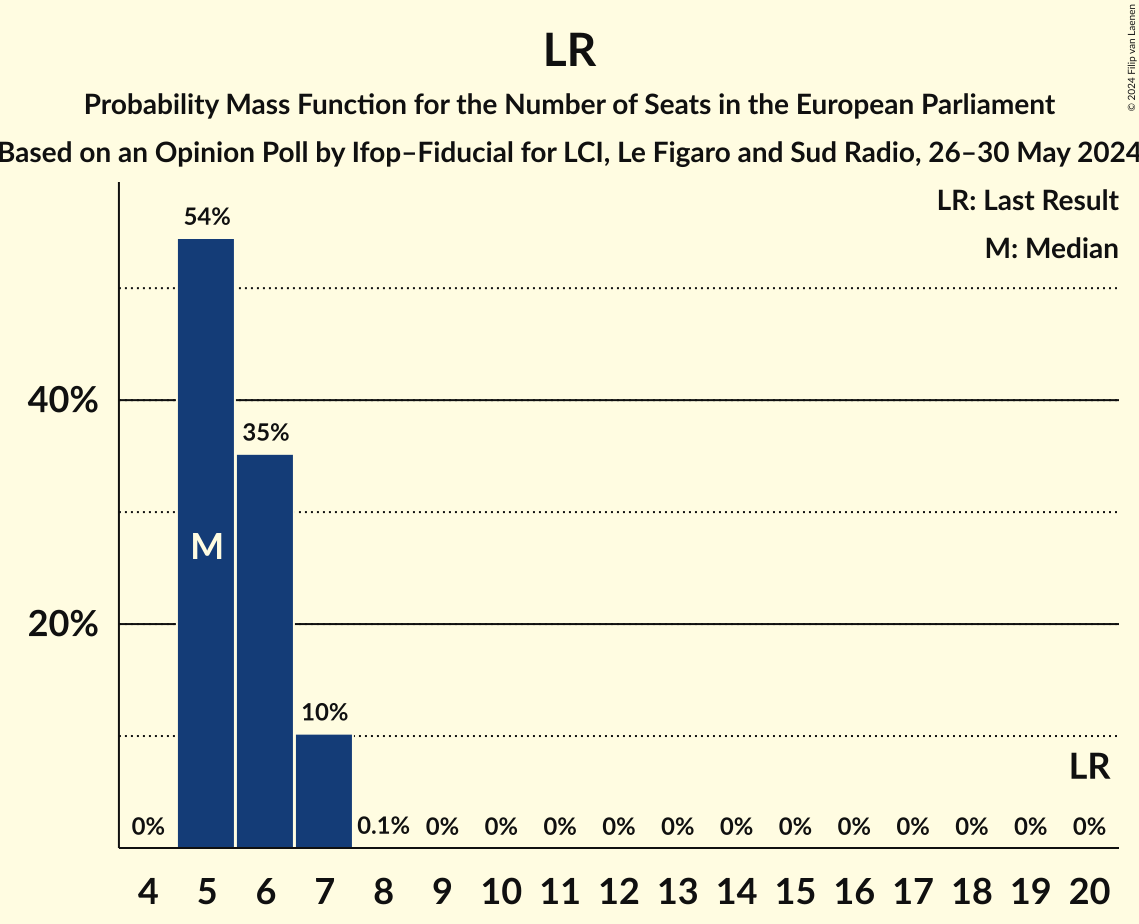 LR
Probability Mass Function for the Number of Seats in the European Parliament
Based on an Opinion Poll by Ifop–Fiducial for LCI, Le Figaro and Sud Radio, 26–30 May 2024
© 2024 Filip van Laenen
LR: Last Result
M: Median
54%
40%
35%
M
20%
10%
LR
0% 0.1% 0% 0% 0% 0% 0% 0% 0% 0% 0% 0% 0% 0%
4 5 6 7 8 9 10 11 12 13 14 15 16 17 18 19 20